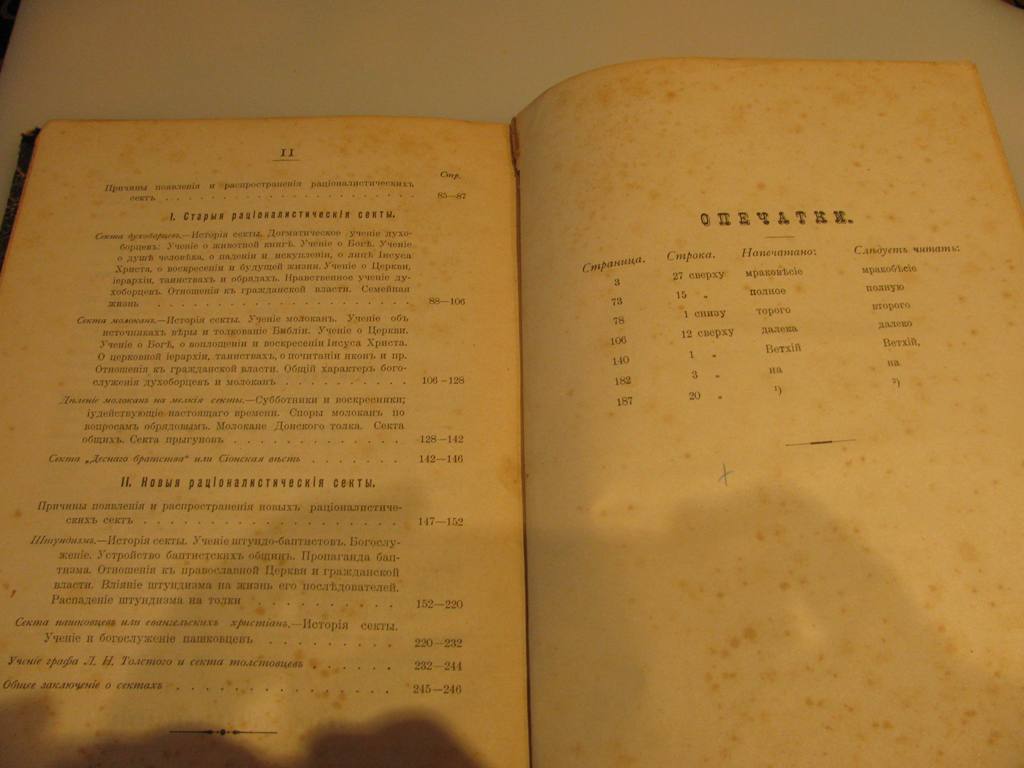 II
Стр.
Причины появленія и распространенія раціоналистическихъ
сектъ . . . . . . . . . . . . . . . . . . . . 85—87
I. Старыя раціоналистическія секты.
Секта духоборцевъ.—Исторія секты. Догматическое ученіе духо-
борцевъ: Ученіе о животной книгѣ. Ученіе о Богѣ. Ученіе
о душѣ человѣка, о паденіи и искупленіи, о лицѣ Іисуса
Христа, о воскресеніи и будущей жизни. Ученіе о Церкви,
іерархіи, таинствахъ и обрядахъ. Нравственное ученіе ду-
хоборцевъ. Отношенія къ гражданской власти. Семейная
жизнь . . . . . . . . . . . . . . . . . . 88—106
Секта молоканъ.—Исторія секты. Ученіе молоканъ. Ученіе объ
источникахъ вѣры и толкованіе Библіи. Ученіе о Церкви.
Ученіе о Богѣ, о воплощеніи и воскресеніи Іисуса Христа.
О церковной іерархіи, таинствахъ, о почитаніи иконъ и пр.
Отношенія къ гражданской власти. Общій характеръ бого-
служенія духоборцевъ и молоканъ . . . . . . . . . 106—128
Дѣленіе молоканъ на мелкія секты.—Субботники и воскресники;
іудействующіе настоящаго времени. Споры молоканъ по
вопросамъ обрядовымъ. Молокане Донского толка. Секта
общихъ. Секта прыгуновъ . . . . . . . . . . . . . 128—142
Секта „Деснаго братства“ или Сіонская вѣсть . . . . . . . 142—146
II. Новыя раціоналистическія секты.
Причины появленія и распространенія новыхъ раціоналистиче-
скихъ сектъ . . . . . . . . . . . . . . . . . . . . 147—152
Штундизмъ.—Исторія секты. Ученіе штундо-баптистовъ. Богослу-
женіе. Устройство баптистскихъ общинъ. Пропаганда бап-
тизма. Отношенія къ православной Церкви и гражданской
власти. Вліяніе штундизма на жизнь его послѣдователей.
Распаденіе штундизма на толки . . . . . . . . . . 152—220
Секта пашковцевъ или евангельскихъ христіанъ.—Исторія секты.
Ученіе и богослуженіе пашковцевъ . . . . . . . . . 220—232
Ученіе графа Л. Н. Толстого и секта толстовцевъ . . . . . . 232—244
Общее заключеніе о сектахъ . . . . . . . . . . . . . . . 245—246
ОПЕЧАТКИ.
Страница. Строка. Напечатано: Слѣдуетъ читать:
3 27 сверху мраковѣсіе мракобѣсіе
73 15 „ полное полную
78 1 снизу торого второго
106 12 сверху далека далеко
140 1 „ Ветхій Ветхій,
182 3 „ на на
187 20 „ ¹) ²)